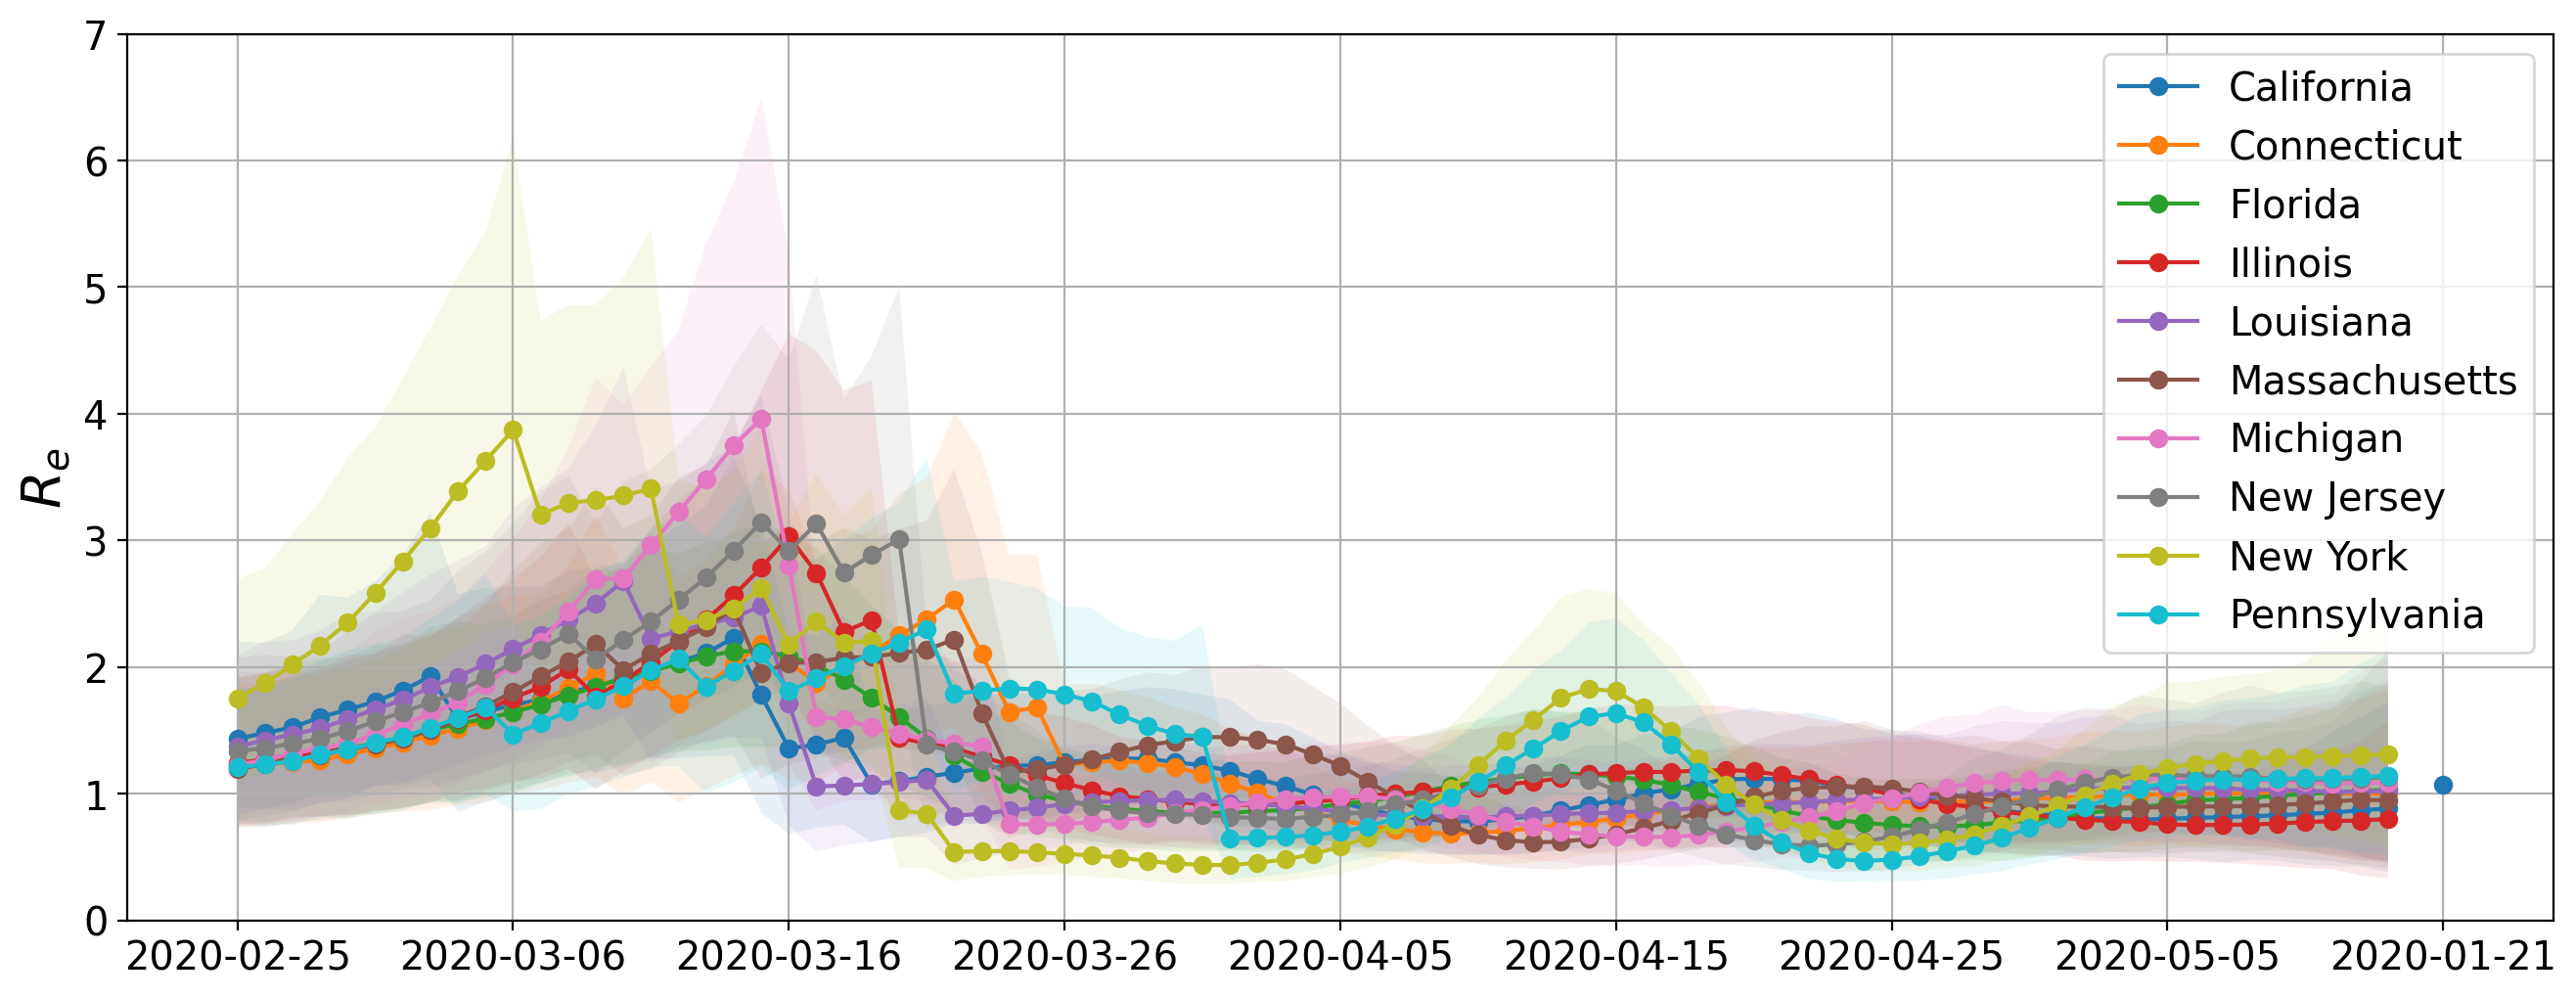 7
6
5
4
3
2
1
0
R_e
California
Connecticut
Florida
Illinois
Louisiana
Massachusetts
Michigan
New Jersey
New York
Pennsylvania
2020-02-25 2020-03-06 2020-03-16 2020-03-26 2020-04-05 2020-04-15 2020-04-25 2020-05-05 2020-01-21